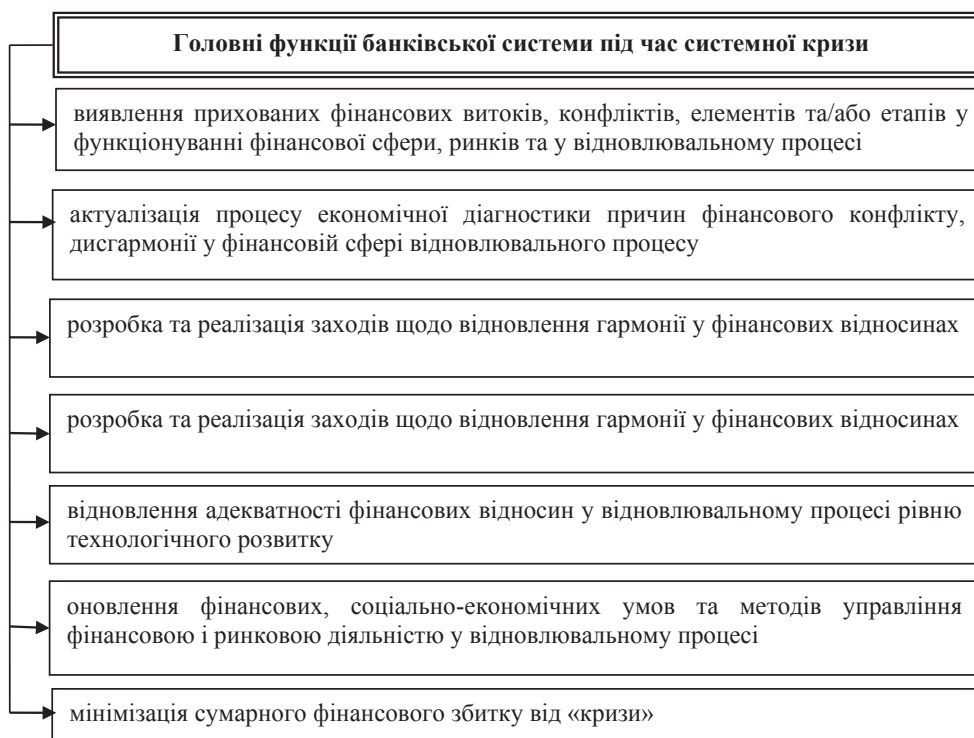 Головні функції банківської системи під час системної кризи
виявлення прихованих фінансових витоків, конфліктів, елементів та/або етапів у
функціонуванні фінансової сфери, ринків та у відновлювальному процесі
актуалізація процесу економічної діагностики причин фінансового конфлікту,
дисгармонії у фінансовій сфері відновлювального процесу
розробка та реалізація заходів щодо відновлення гармонії у фінансових відносинах
розробка та реалізація заходів щодо відновлення гармонії у фінансових відносинах
відновлення адекватності фінансових відносин у відновлювальному процесі рівню
технологічного розвитку
оновлення фінансових, соціально-економічних умов та методів управління
фінансовою і ринковою діяльністю у відновлювальному процесі
мінімізація сумарного фінансового збитку від «кризи»